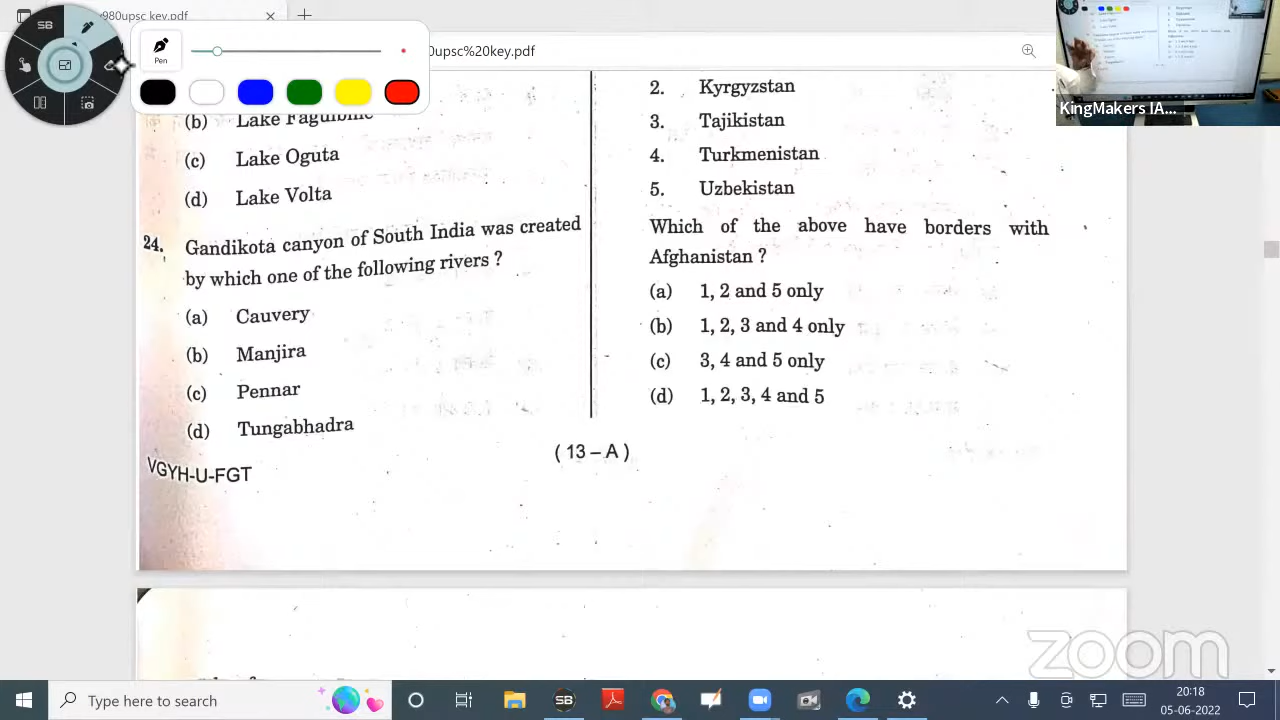 980upsc key.pdf
SB
Pen
(b) Lake Faguibine
(c) Lake Oguta
(d) Lake Volta
24. Gandikota canyon of South India was created
by which one of the following rivers ?
(a) Cauvery
(b) Manjira
(c) Pennar
(d) Tungabhadra
VGYH-U-FGT
( 13 – A )
2. Kyrgyzstan
3. Tajikistan
4. Turkmenistan
5. Uzbekistan
Which of the above have borders with
Afghanistan ?
(a) 1, 2 and 5 only
(b) 1, 2, 3 and 4 only
(c) 3, 4 and 5 only
(d) 1, 2, 3, 4 and 5
KingMakers IA...
zoom
Type here to search
SB
20:18
05-06-2022